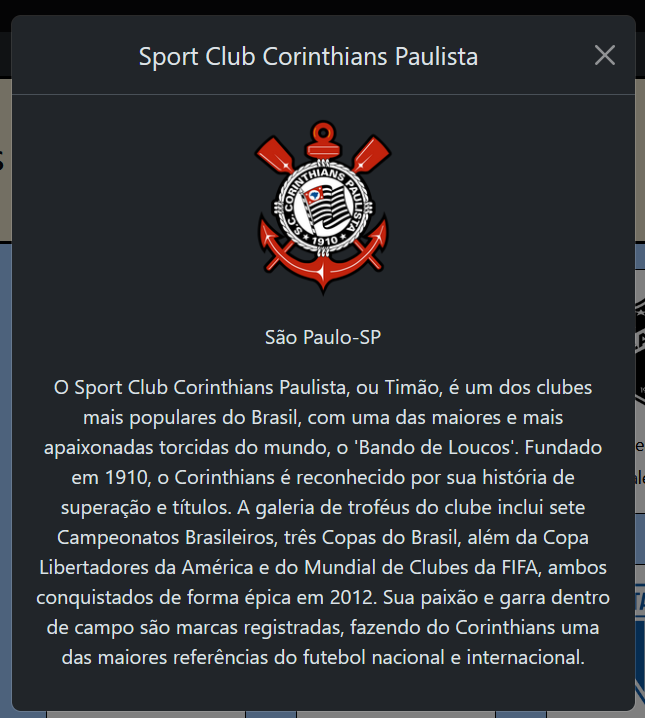 Sport Club Corinthians Paulista
S.C. CORINTHIANS PAULISTA
1910
São Paulo-SP
O Sport Club Corinthians Paulista, ou Timão, é um dos clubes
mais populares do Brasil, com uma das maiores e mais
apaixonadas torcidas do mundo, o 'Bando de Loucos'. Fundado
em 1910, o Corinthians é reconhecido por sua história de
superação e títulos. A galeria de troféus do clube inclui sete
Campeonatos Brasileiros, três Copas do Brasil, além da Copa
Libertadores da América e do Mundial de Clubes da FIFA, ambos
conquistados de forma épica em 2012. Sua paixão e garra dentro
de campo são marcas registradas, fazendo do Corinthians uma
das maiores referências do futebol nacional e internacional.